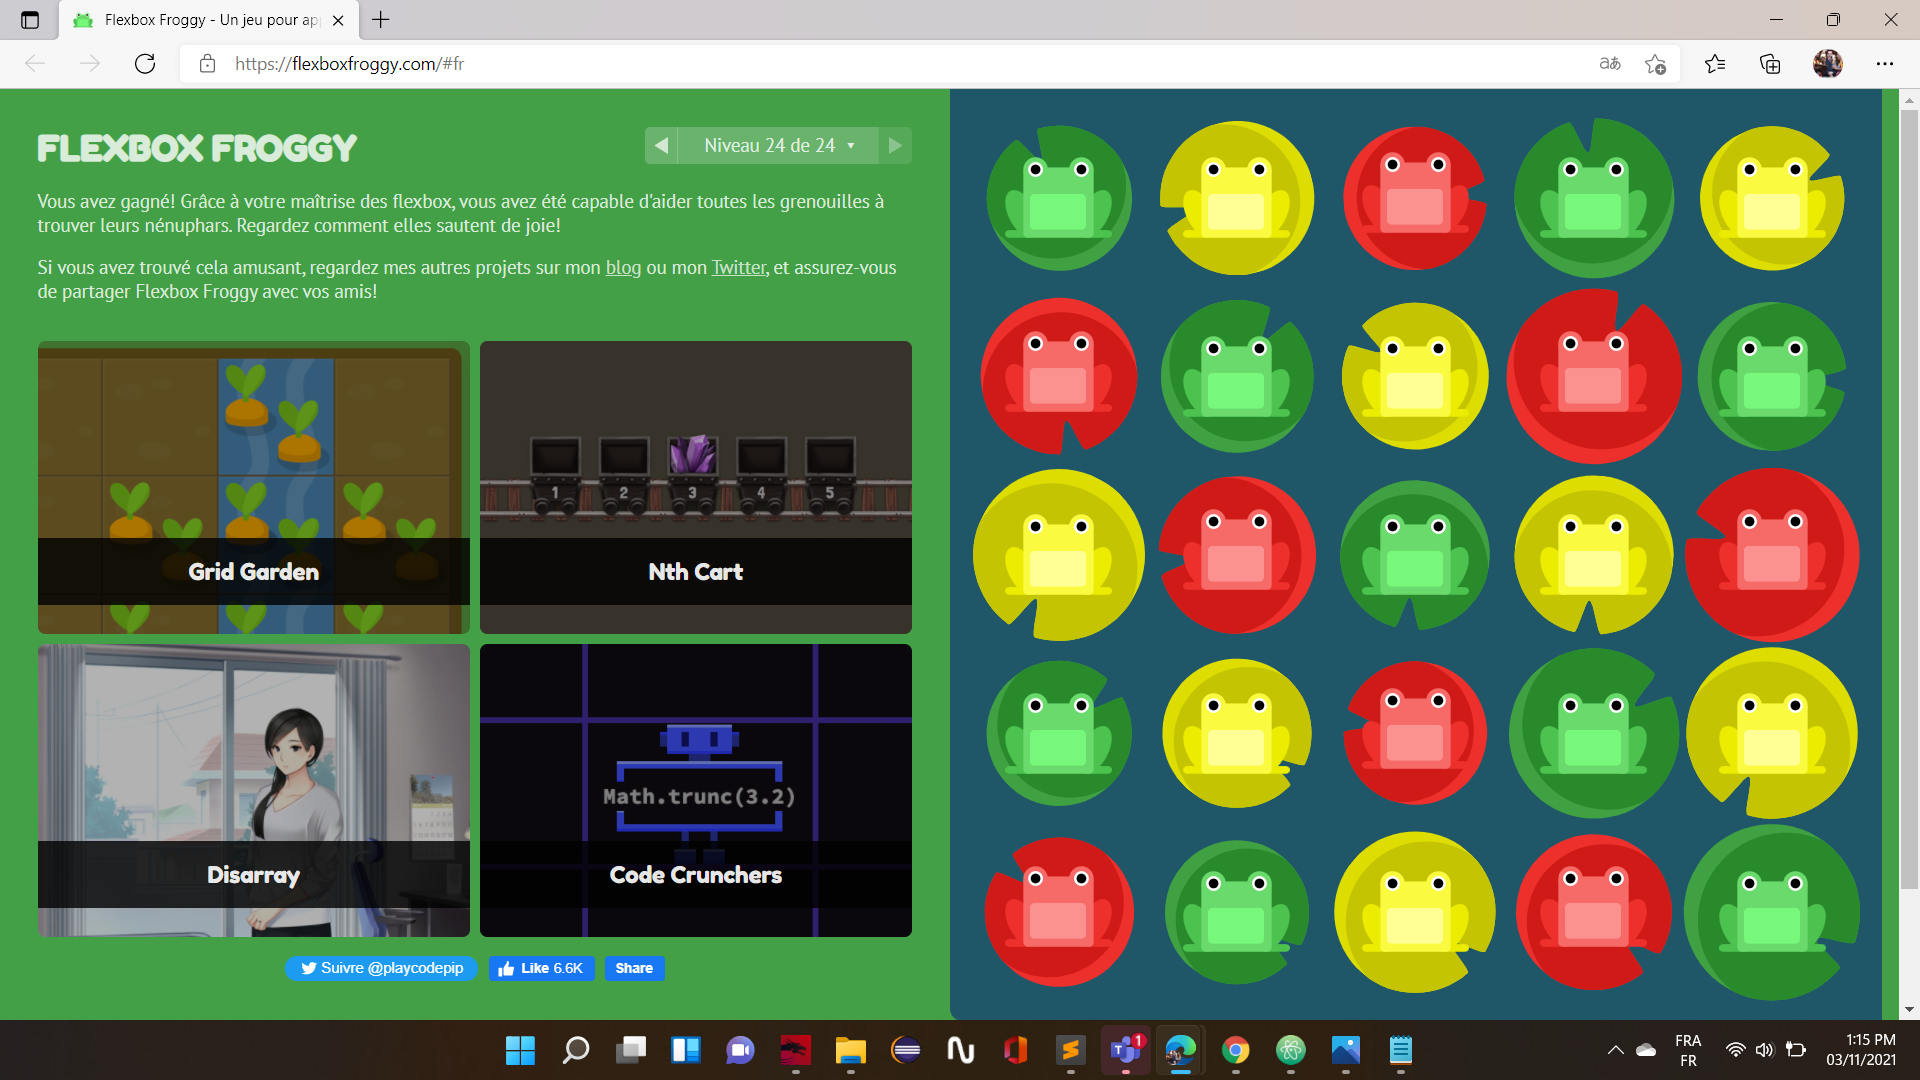 Flexbox Froggy - Un jeu pour app
https://flexboxfroggy.com/#fr
FLEXBOX FROGGY
Niveau 24 de 24
Vous avez gagné! Grâce à votre maîtrise des flexbox, vous avez été capable d'aider toutes les grenouilles à
trouver leurs nénuphars. Regardez comment elles sautent de joie!
Si vous avez trouvé cela amusant, regardez mes autres projets sur mon blog ou mon Twitter, et assurez-vous
de partager Flexbox Froggy avec vos amis!
Grid Garden
1 2 3 4 5
Nth Cart
Disarray
Math.trunc(3.2)
Code Crunchers
Suivre @playcodepip
Like 6.6K
Share
1
FRA
FR
1:15 PM
03/11/2021